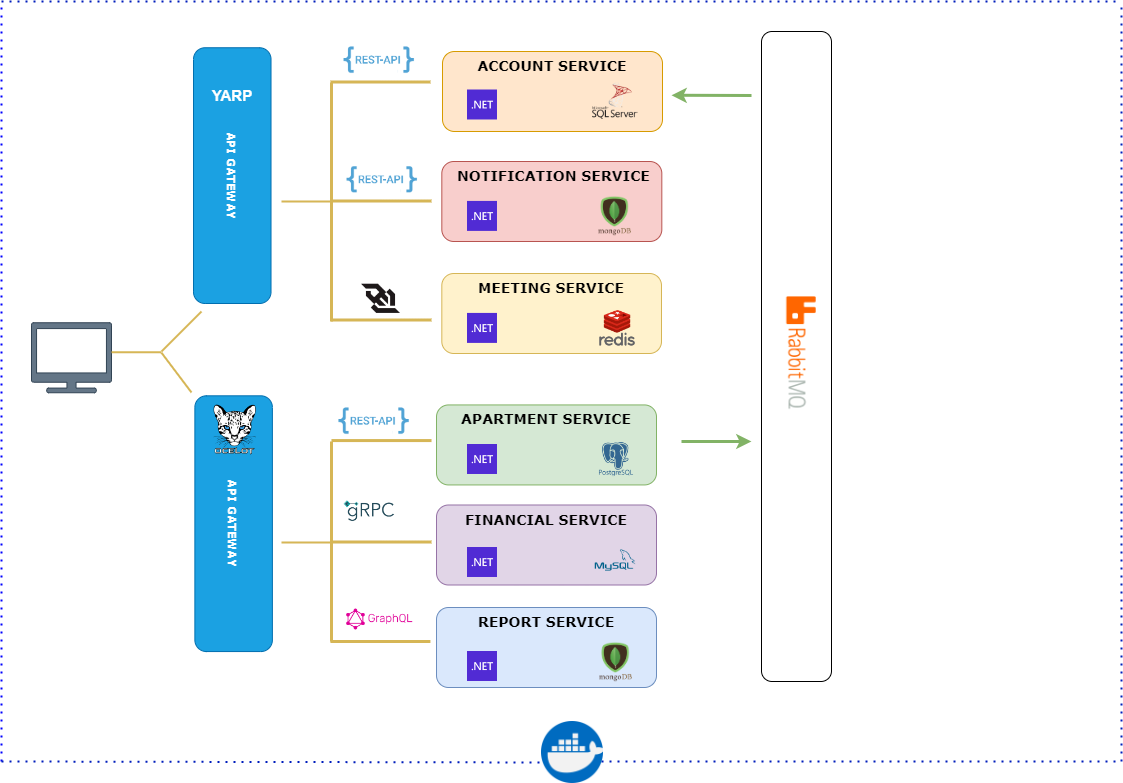 YARP
API GATEWAY
{REST-API}
ACCOUNT SERVICE
.NET
Microsoft
SQL Server
{REST-API}
NOTIFICATION SERVICE
.NET
mongoDB
MEETING SERVICE
.NET
redis
RabbitMQ
OCELOT
API GATEWAY
{REST-API}
APARTMENT SERVICE
.NET
PostgreSQL
gRPC
FINANCIAL SERVICE
.NET
MySQL
GraphQL
REPORT SERVICE
.NET
mongoDB